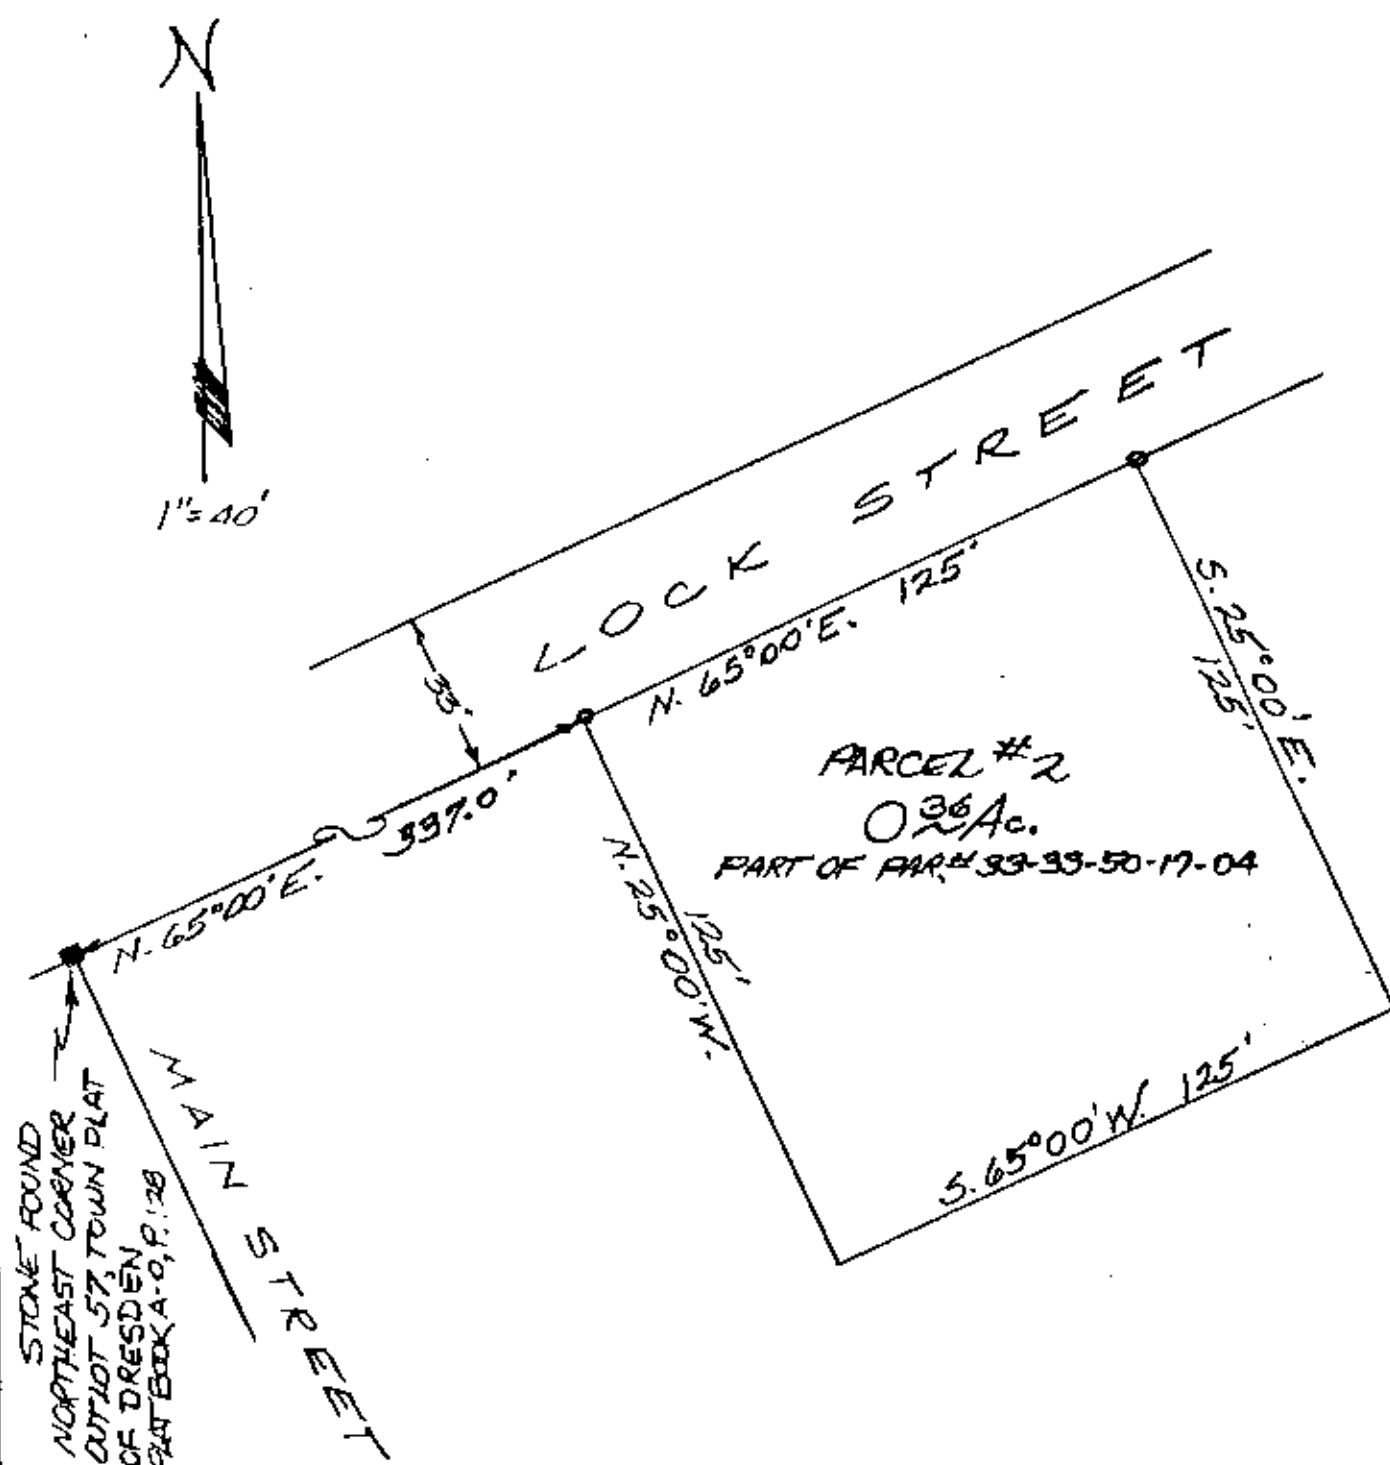 N
1"=40'
LOCK STREET
33'
N. 65°00'E. 125'
S. 25°00'E.
125'
337.0'
N. 65°00'E.
PARCEL #2
0 36 Ac.
PART OF PAR.# 33-33-50-17-04
125'
N. 25°00'W.
S. 65°00'W. 125'
MAIN STREET
STONE FOUND
NORTHEAST CORNER
OUTLOT 57, TOWN PLAT
OF DRESDEN
PLAT BOOK A-O, P. 128